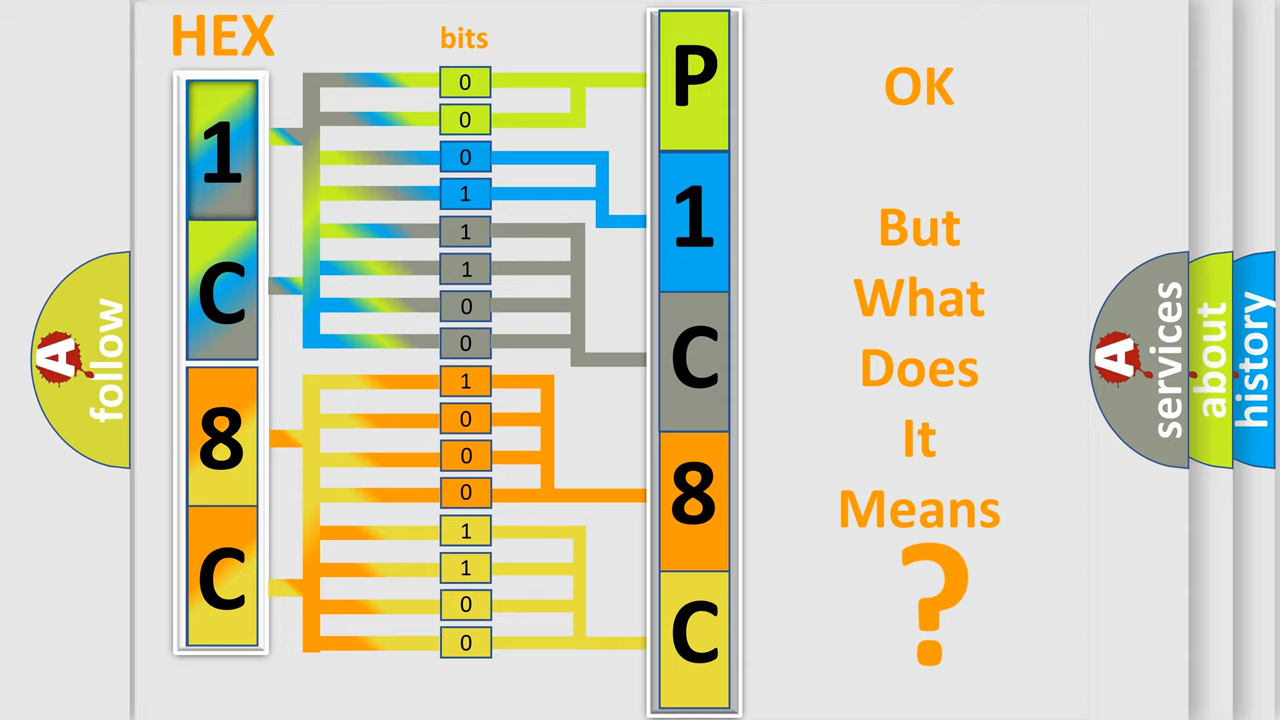 HEX
bits
1
C
8
C
0
0
0
1
1
1
0
0
1
0
0
0
1
1
0
0
P
1
C
8
C
OK
But
What
Does
It
Means
?
A
follow
A
services
about
history